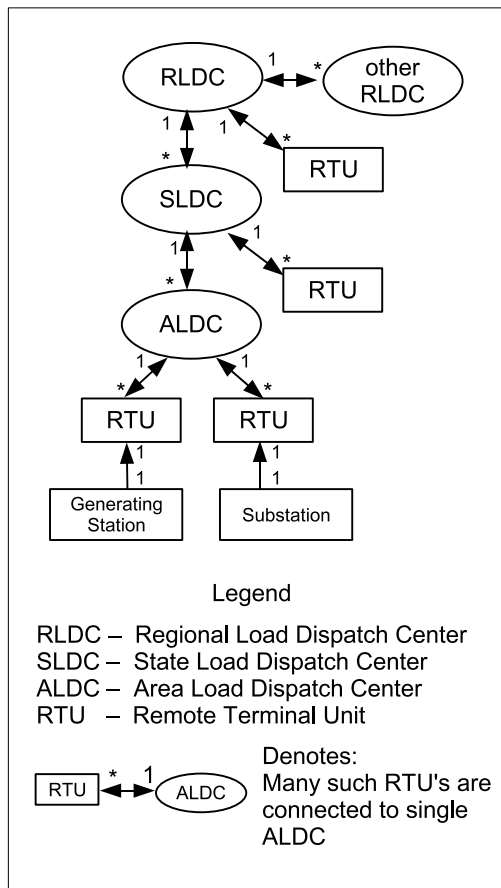 RLDC
1
*
other
RLDC
1
1
*
*
RTU
SLDC
1
1
*
*
RTU
ALDC
1
1
*
*
RTU
RTU
1
1
1
1
Generating
Station
Substation
Legend
RLDC – Regional Load Dispatch Center
SLDC – State Load Dispatch Center
ALDC – Area Load Dispatch Center
RTU – Remote Terminal Unit
RTU
*
1
ALDC
Denotes:
Many such RTU's are
connected to single
ALDC